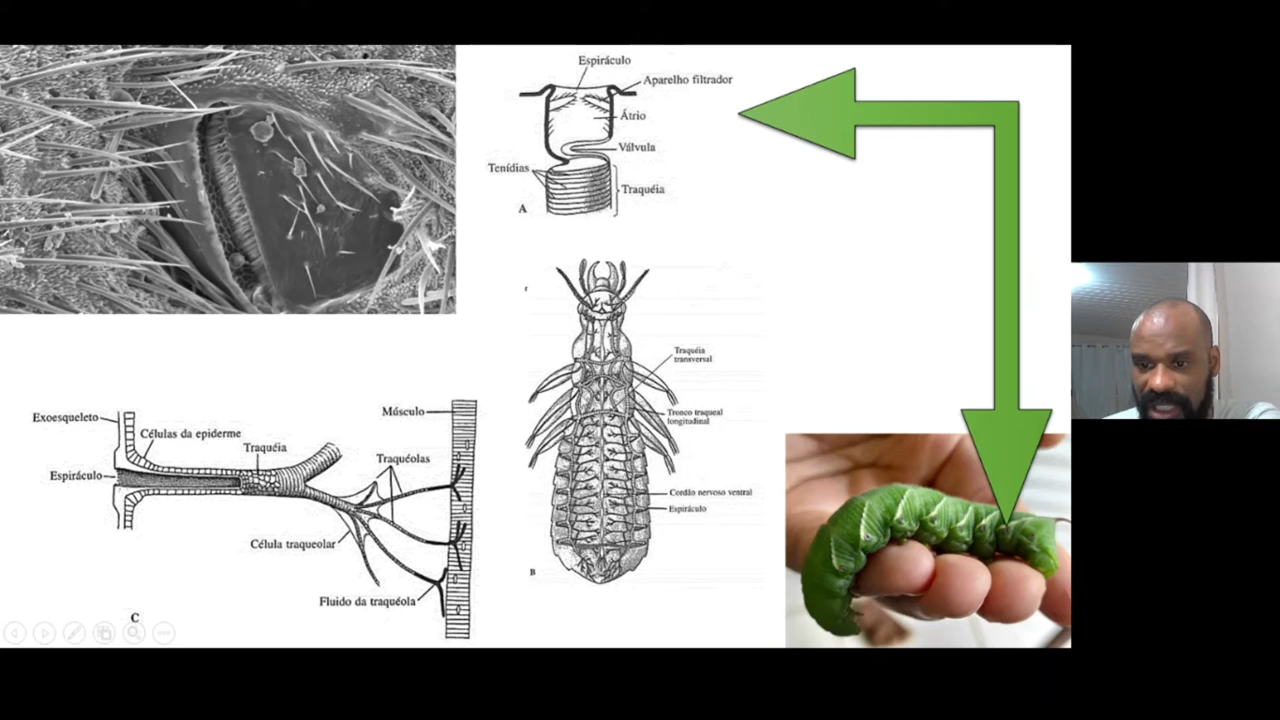 Espiráculo
Aparelho filtrador
Átrio
Válvula
Tenídias
Traquéia
A
Traquéia
transversal
Tronco traqueal
longitudinal
Cordão nervoso ventral
Espiráculo
B
Exoesqueleto
Células da epiderme
Traquéia
Espiráculo
Músculo
Traquéolas
Célula traqueolar
Fluido da traquéola
C